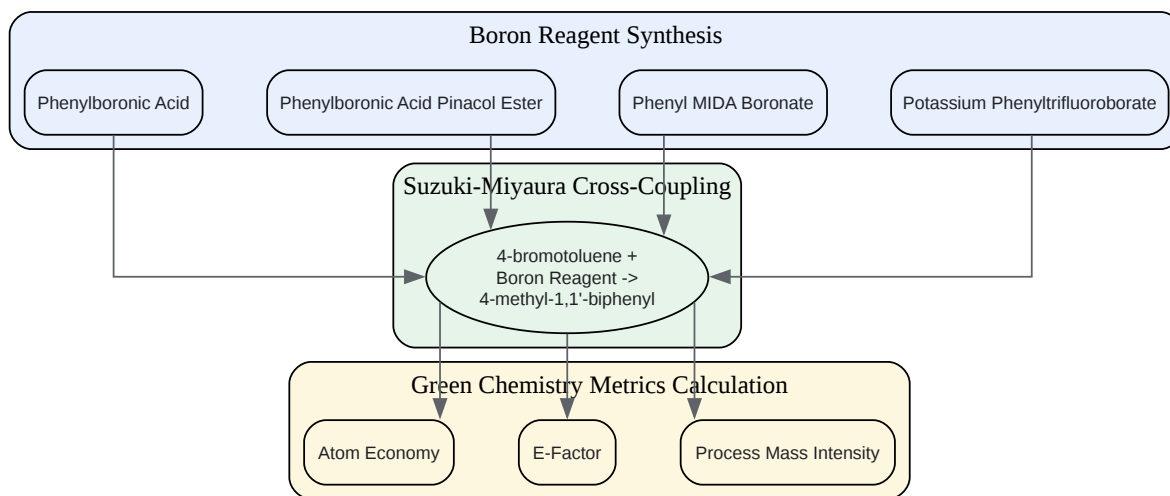 Boron Reagent Synthesis
Phenylboronic Acid
Phenylboronic Acid Pinacol Ester
Phenyl MIDA Boronate
Potassium Phenyltrifluoroborate
Suzuki-Miyaura Cross-Coupling
4-bromotoluene +
Boron Reagent ->
4-methyl-1,1'-biphenyl
Green Chemistry Metrics Calculation
Atom Economy
E-Factor
Process Mass Intensity